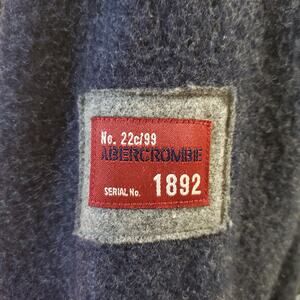 No. 22c/99
ABERCROMBIE
SERIAL No. 1892